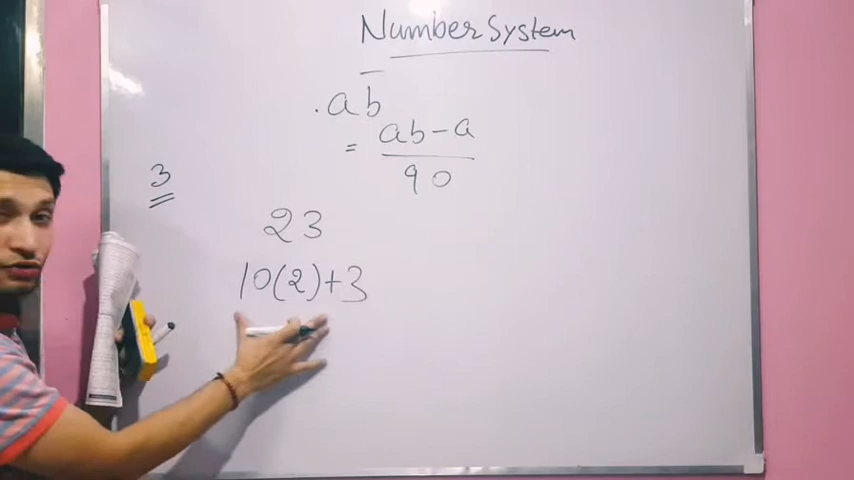 Number System
.ab̅
= ab-a / 90
3
23
10(2)+3